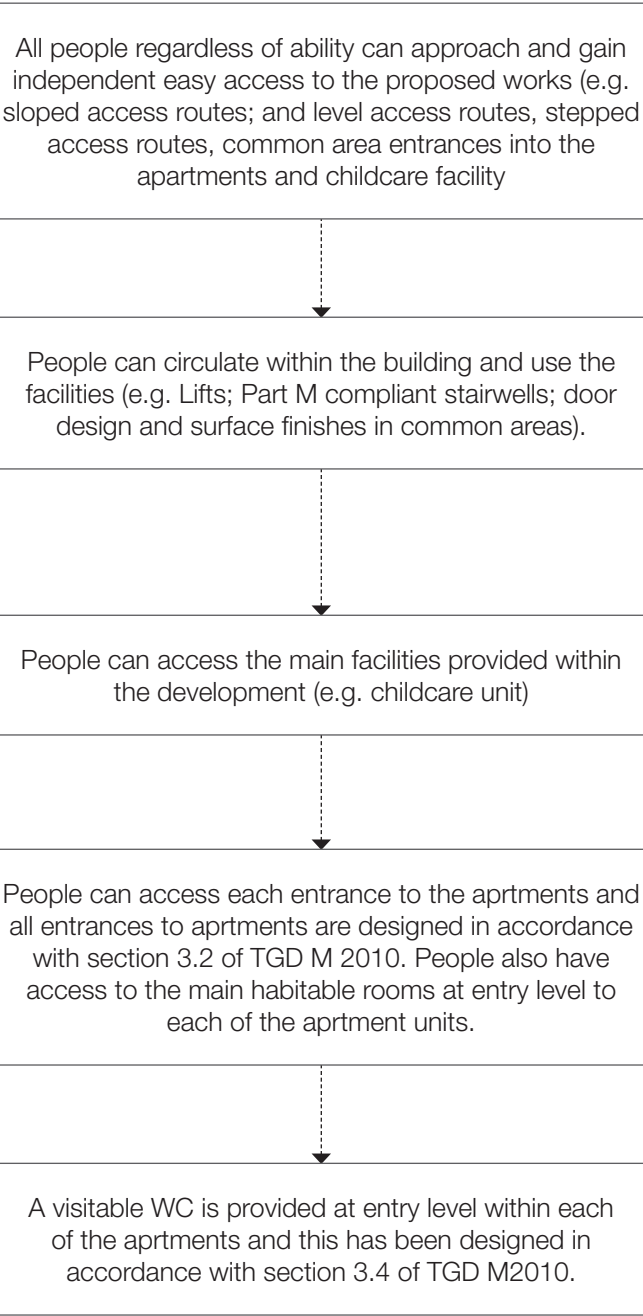 All people regardless of ability can approach and gain
independent easy access to the proposed works (e.g.
sloped access routes; and level access routes, stepped
access routes, common area entrances into the
apartments and childcare facility
People can circulate within the building and use the
facilities (e.g. Lifts; Part M compliant stairwells; door
design and surface finishes in common areas).
People can access the main facilities provided within
the development (e.g. childcare unit)
People can access each entrance to the aprtments and
all entrances to aprtments are designed in accordance
with section 3.2 of TGD M 2010. People also have
access to the main habitable rooms at entry level to
each of the aprtment units.
A visitable WC is provided at entry level within each
of the aprtments and this has been designed in
accordance with section 3.4 of TGD M2010.